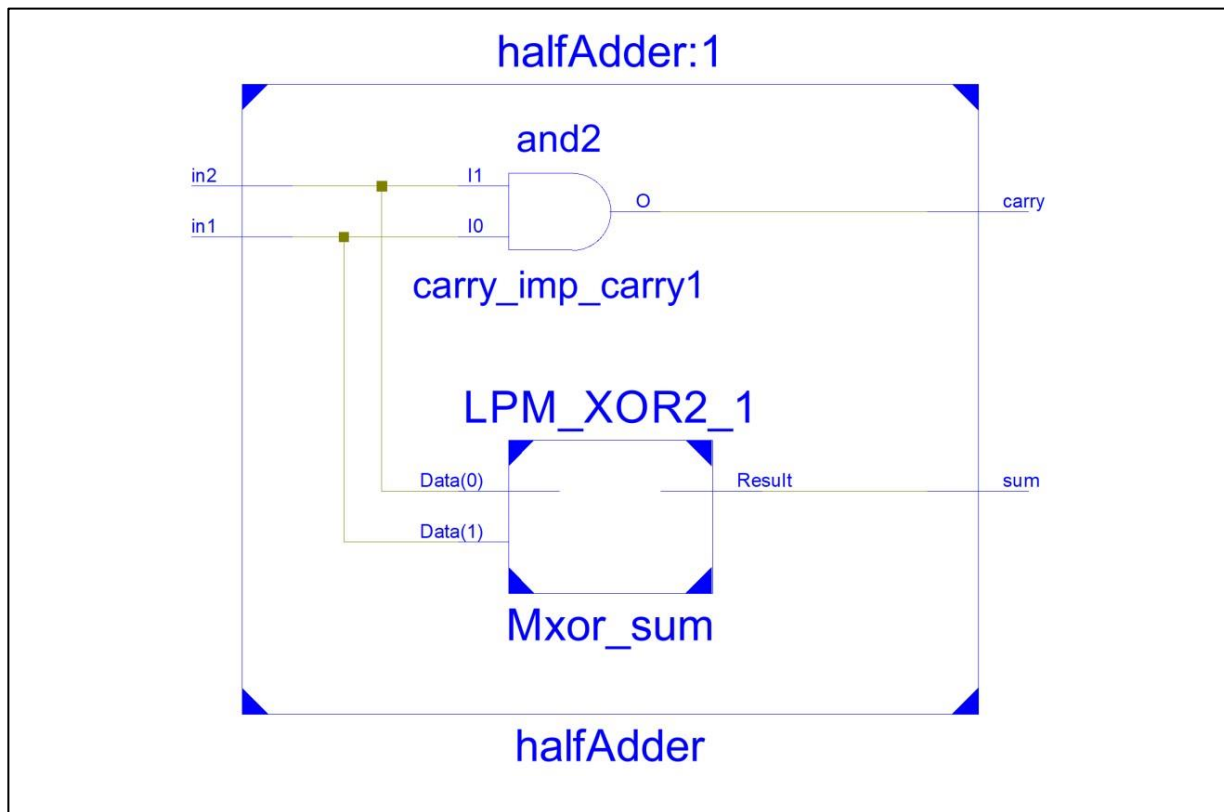 halfAdder:1
and2
in2
I1
O
carry
in1
I0
carry_imp_carry1
LPM_XOR2_1
Data(0)
Result
sum
Data(1)
Mxor_sum
halfAdder